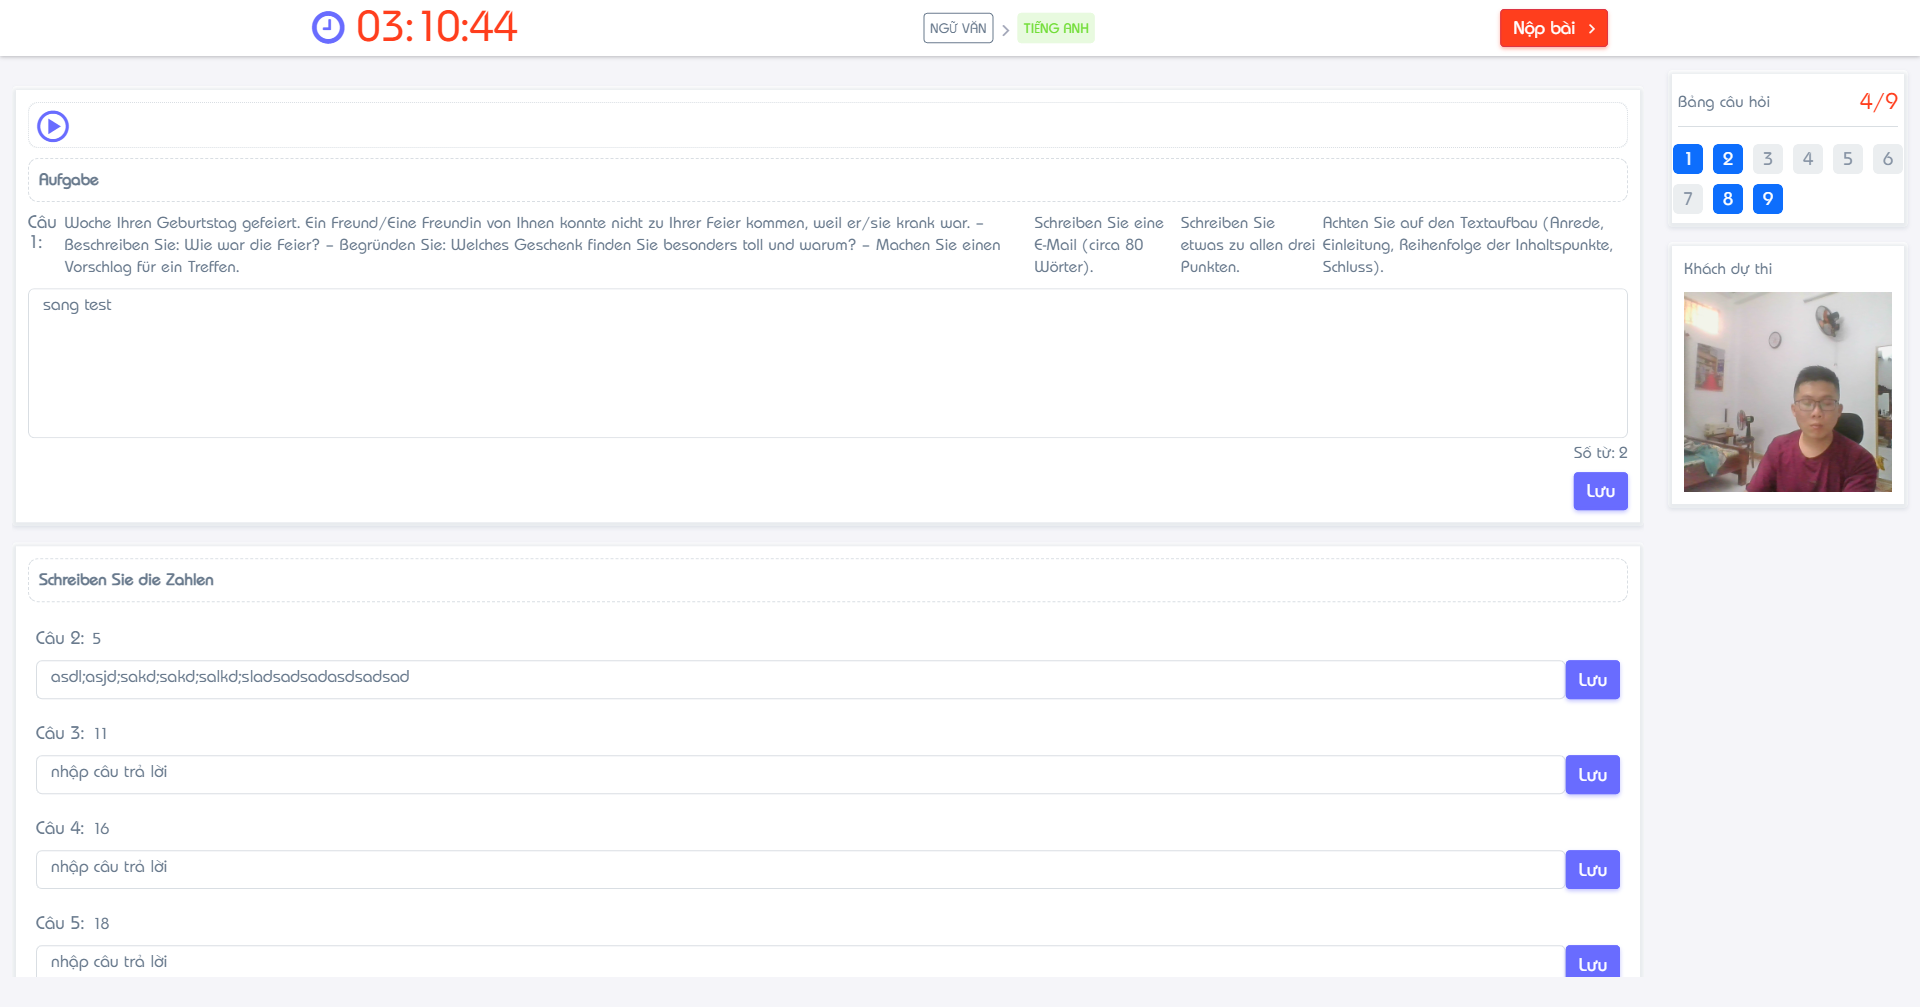 03:10:44
NGỮ VĂN
TIẾNG ANH
Nộp bài
Aufgabe
Câu 1:
Woche Ihren Geburtstag gefeiert. Ein Freund/Eine Freundin von Ihnen konnte nicht zu Ihrer Feier kommen, weil er/sie krank war. –
Beschreiben Sie: Wie war die Feier? – Begründen Sie: Welches Geschenk finden Sie besonders toll und warum? – Machen Sie einen
Vorschlag für ein Treffen.
Schreiben Sie eine
E-Mail (circa 80
Wörter).
Schreiben Sie
etwas zu allen drei
Punkten.
Achten Sie auf den Textaufbau (Anrede,
Einleitung, Reihenfolge der Inhaltspunkte,
Schluss).
sang test
Số từ: 2
Lưu
Schreiben Sie die Zahlen
Câu 2: 5
asdl;asjd;sakd;sakd;salkd;sladsadsadasdsadsad
Lưu
Câu 3: 11
nhập câu trả lời
Lưu
Câu 4: 16
nhập câu trả lời
Lưu
Câu 5: 18
nhập câu trả lời
Lưu
Bảng câu hỏi
4/9
1 2 3 4 5 6
7 8 9
Khách dự thi